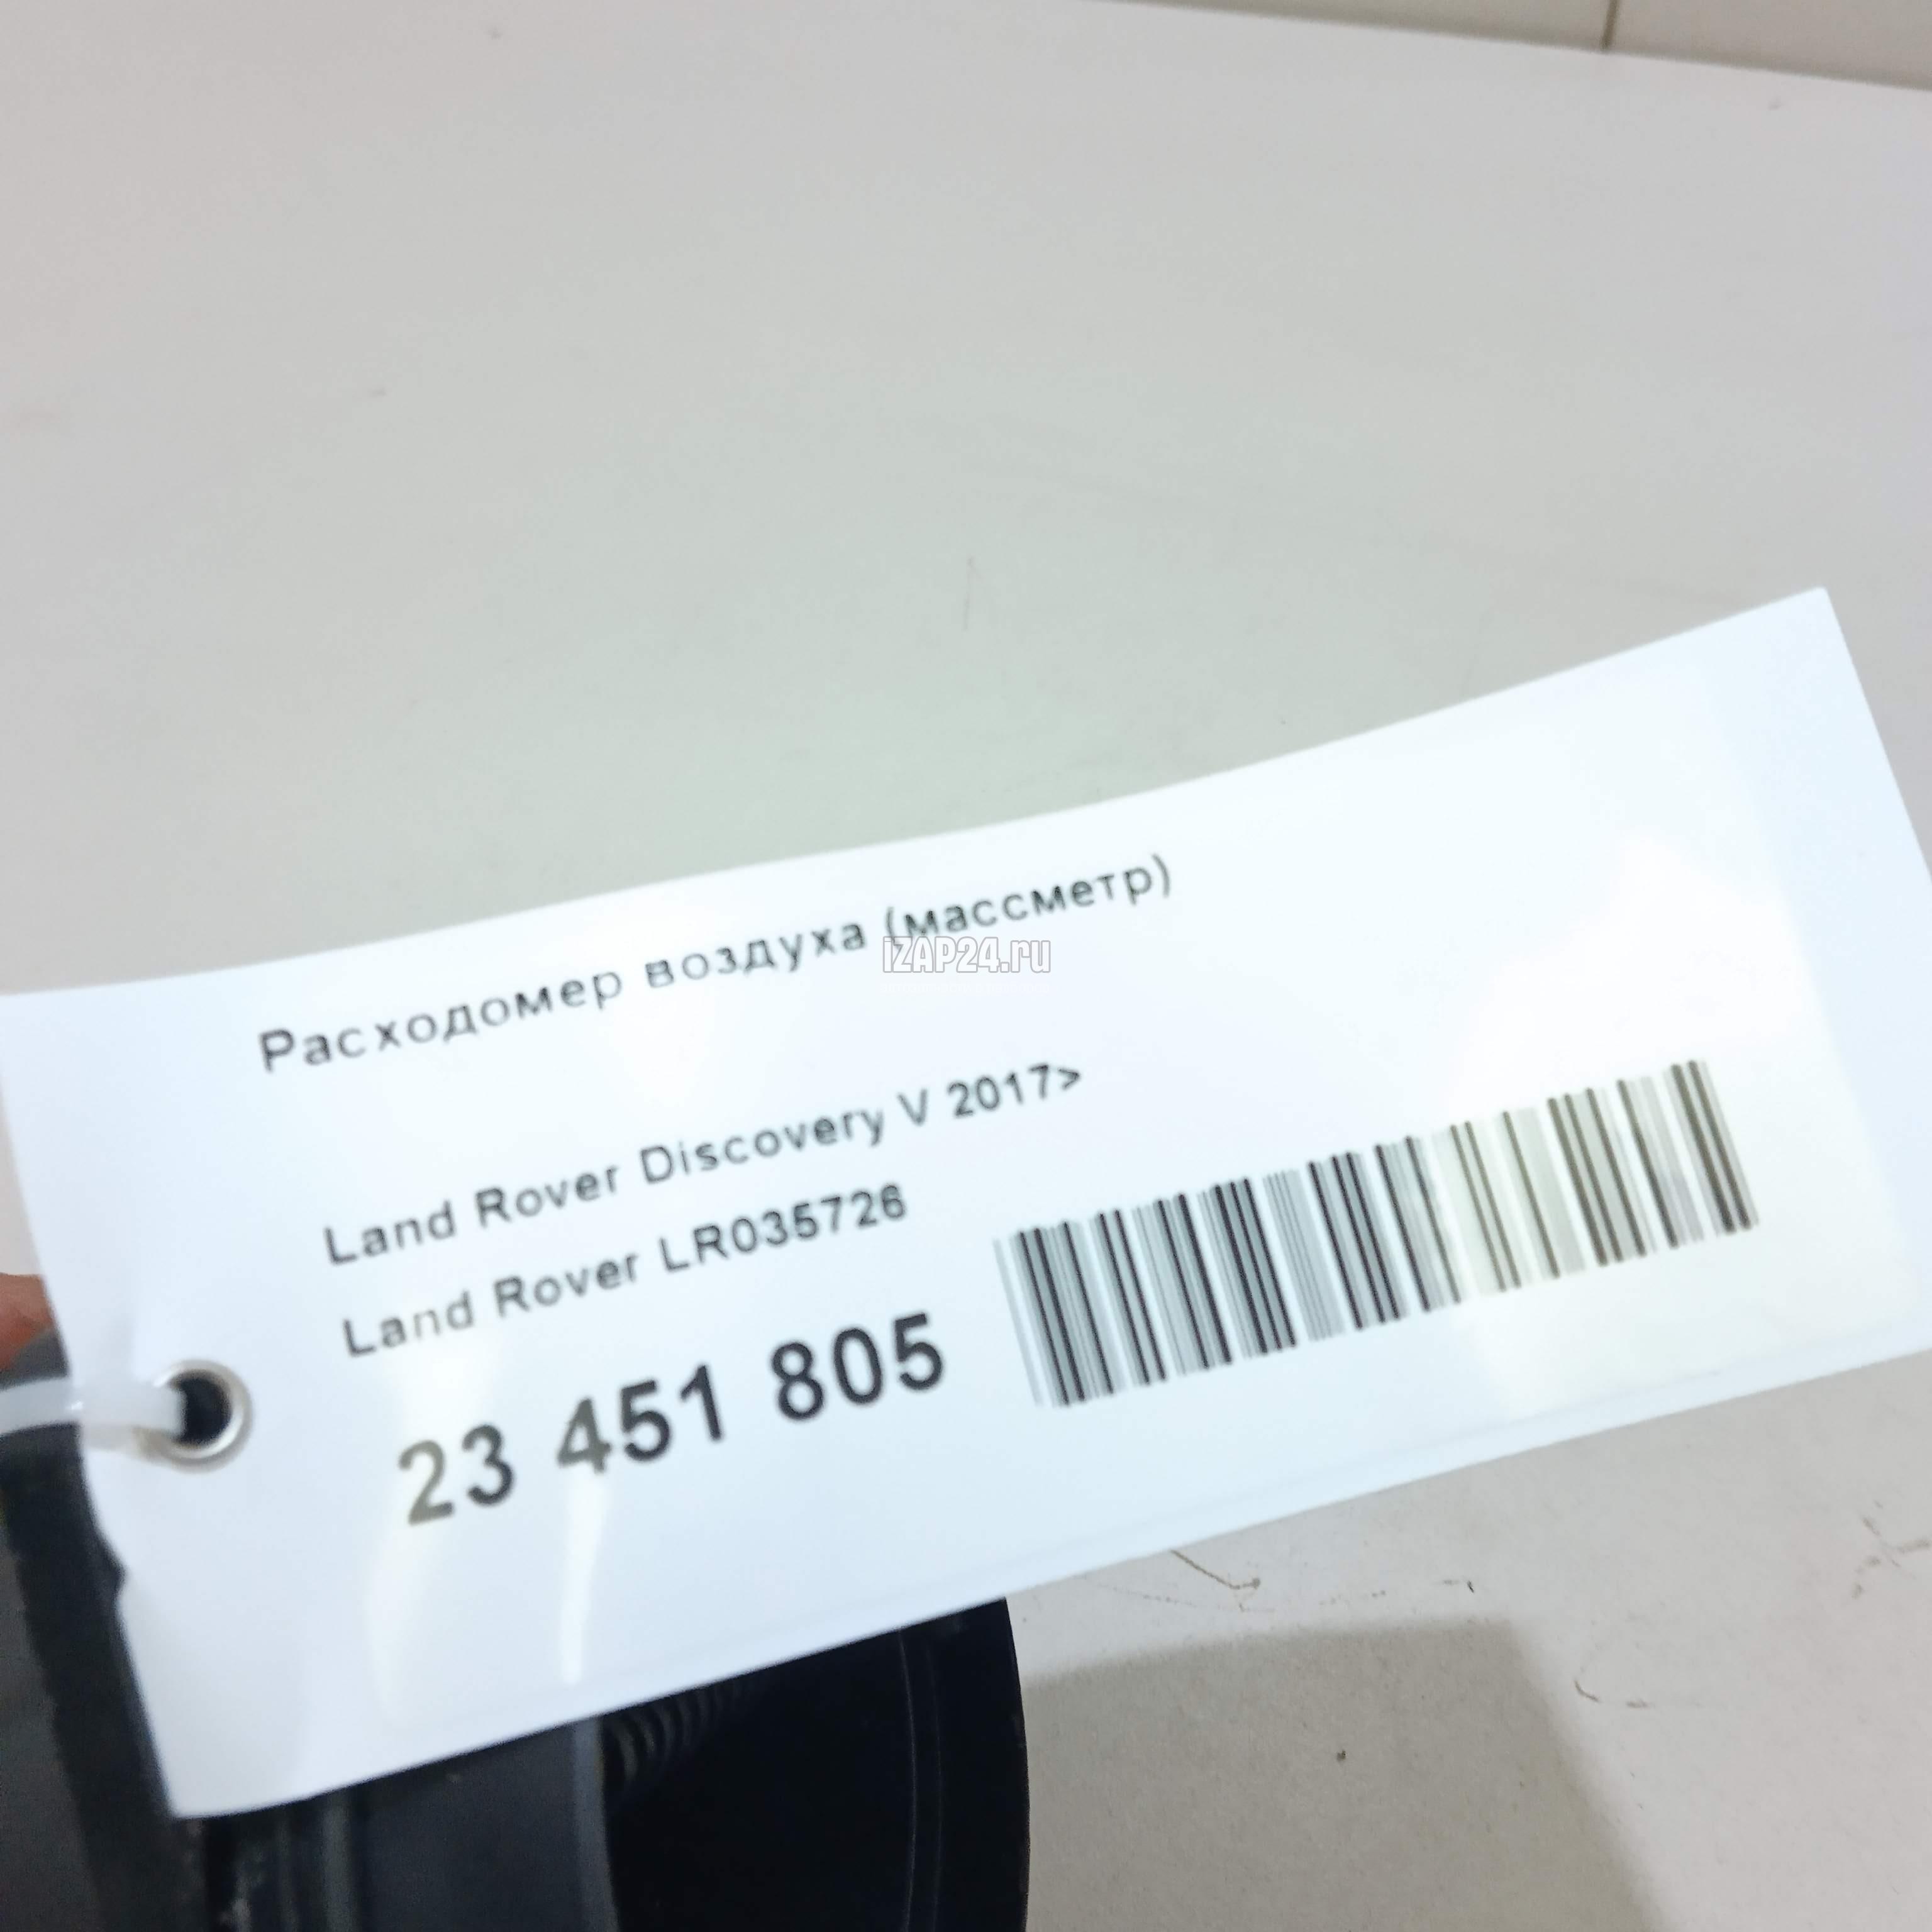 Расходомер воздуха (массметр)
iZAP24.ru
Land Rover Discovery V 2017>
Land Rover LR035726
23 451 805